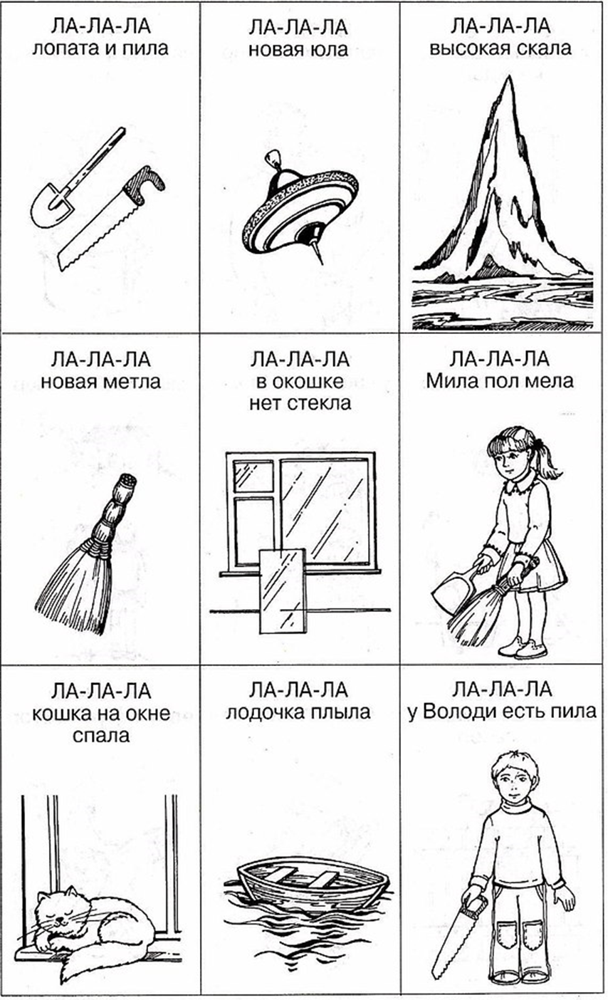 ЛА-ЛА-ЛА
лопата и пила
ЛА-ЛА-ЛА
новая юла
ЛА-ЛА-ЛА
высокая скала
ЛА-ЛА-ЛА
новая метла
ЛА-ЛА-ЛА
в окошке
нет стекла
ЛА-ЛА-ЛА
Мила пол мела
ЛА-ЛА-ЛА
кошка на окне
спала
ЛА-ЛА-ЛА
лодочка плыла
ЛА-ЛА-ЛА
у Володи есть пила